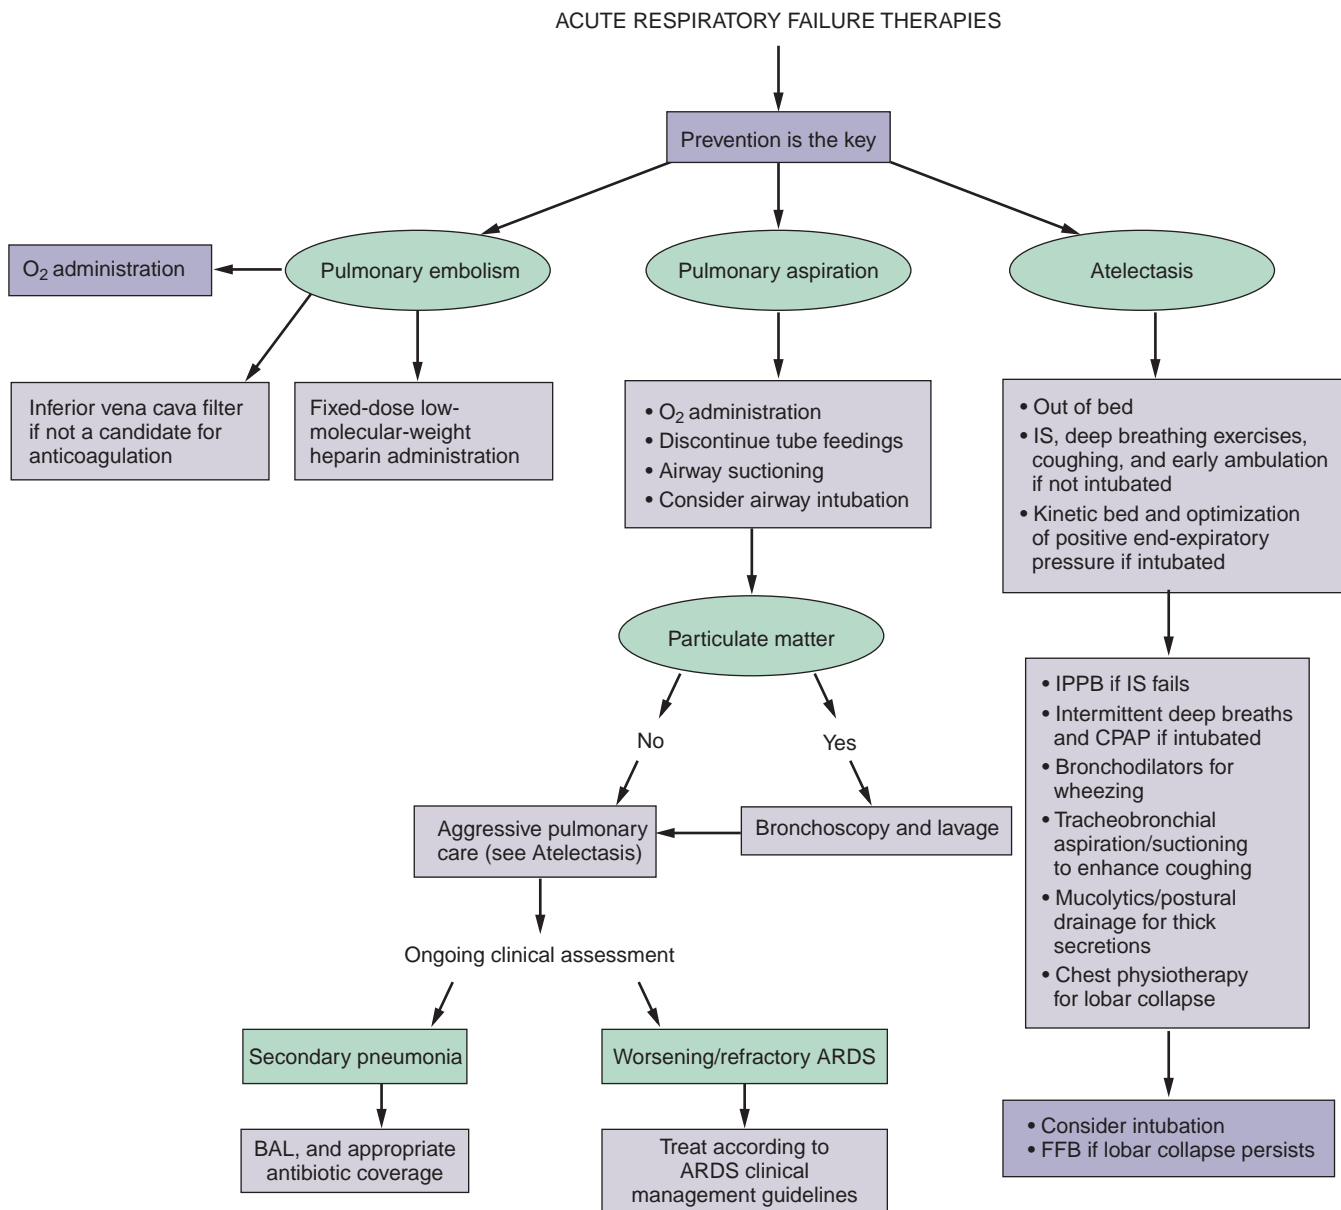 ACUTE RESPIRATORY FAILURE THERAPIES
Prevention is the key
O2 administration
Pulmonary embolism
Pulmonary aspiration
Atelectasis
Inferior vena cava filter
if not a candidate for
anticoagulation
Fixed-dose low-
molecular-weight
heparin administration
• O2 administration
• Discontinue tube feedings
• Airway suctioning
• Consider airway intubation
• Out of bed
• IS, deep breathing exercises,
coughing, and early ambulation
if not intubated
• Kinetic bed and optimization
of positive end-expiratory
pressure if intubated
Particulate matter
No
Yes
Aggressive pulmonary
care (see Atelectasis)
Bronchoscopy and lavage
• IPPB if IS fails
• Intermittent deep breaths
and CPAP if intubated
• Bronchodilators for
wheezing
• Tracheobronchial
aspiration/suctioning
to enhance coughing
• Mucolytics/postural
drainage for thick
secretions
• Chest physiotherapy
for lobar collapse
Ongoing clinical assessment
Secondary pneumonia
Worsening/refractory ARDS
BAL, and appropriate
antibiotic coverage
Treat according to
ARDS clinical
management guidelines
• Consider intubation
• FFB if lobar collapse persists